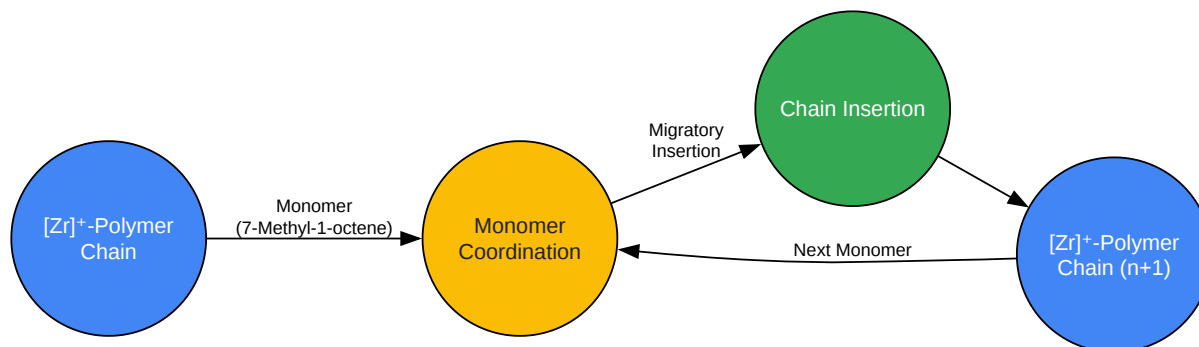 [Zr]⁺-Polymer
Chain
Monomer
(7-Methyl-1-octene)
Monomer
Coordination
Migratory
Insertion
Chain Insertion
Next Monomer
[Zr]⁺-Polymer
Chain (n+1)